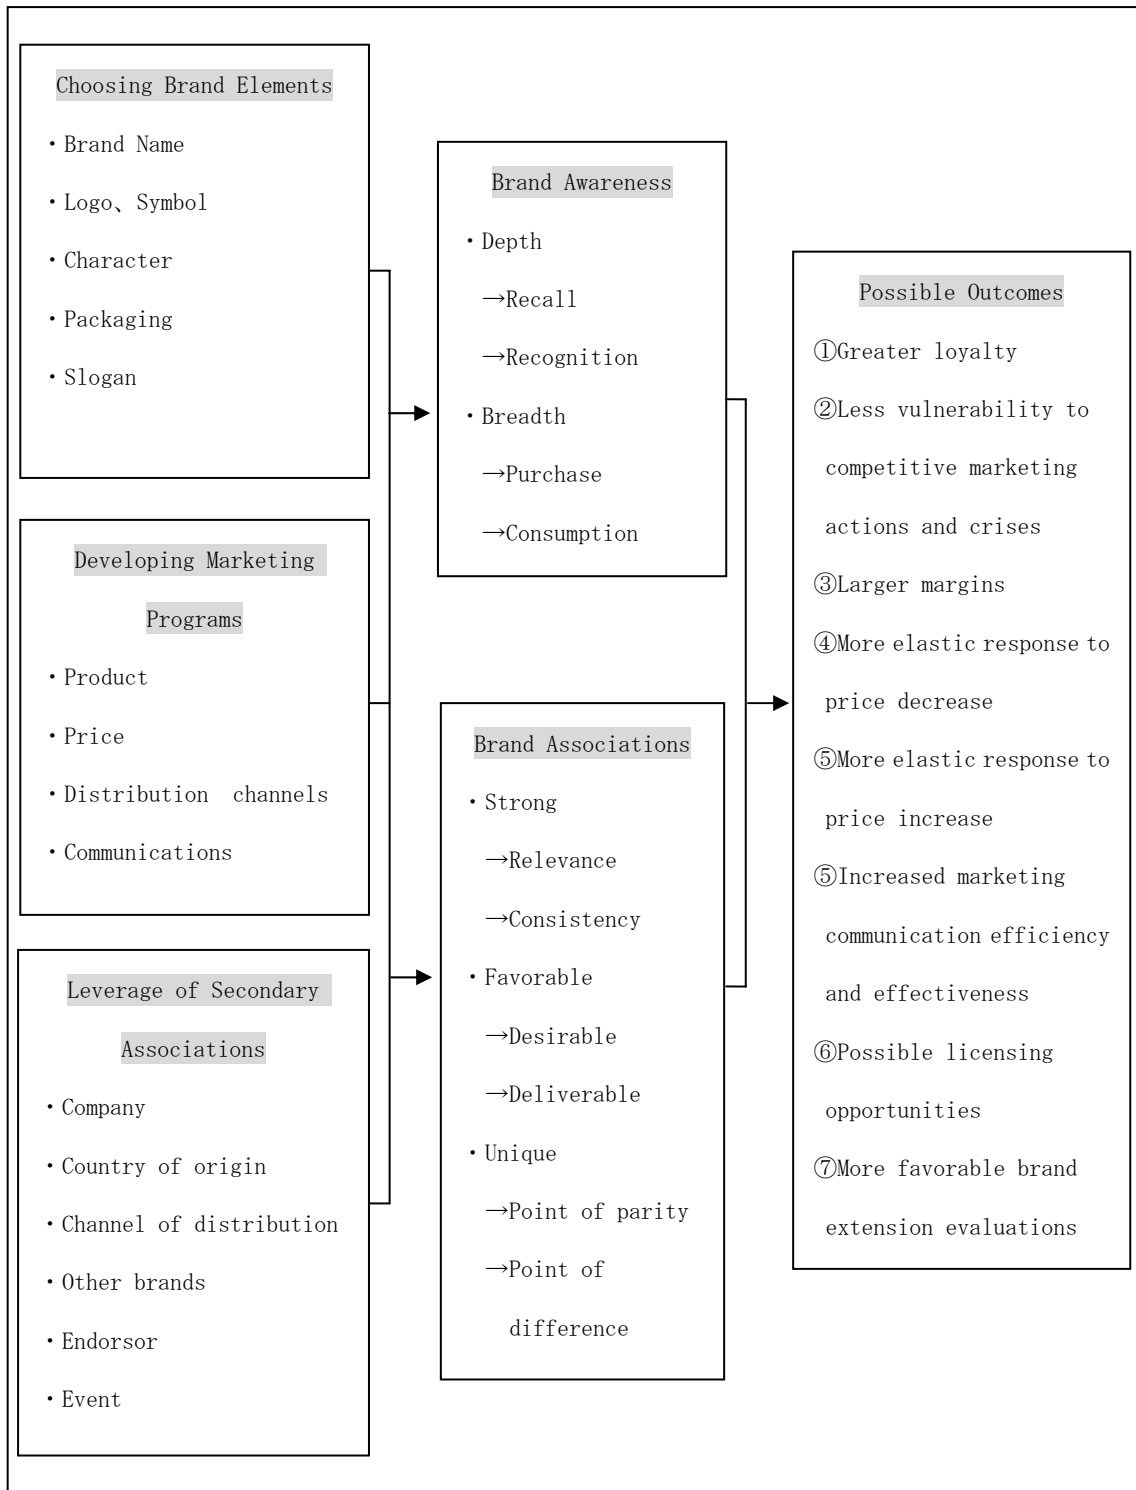 Choosing Brand Elements
・Brand Name
・Logo、Symbol
・Character
・Packaging
・Slogan
Developing Marketing
Programs
・Product
・Price
・Distribution  channels
・Communications
Leverage of Secondary
Associations
・Company
・Country of origin
・Channel of distribution
・Other brands
・Endorsor
・Event
Brand Awareness
・Depth
→Recall
→Recognition
・Breadth
→Purchase
→Consumption
Brand Associations
・Strong
→Relevance
→Consistency
・Favorable
→Desirable
→Deliverable
・Unique
→Point of parity
→Point of
difference
Possible Outcomes
①Greater loyalty
②Less vulnerability to
competitive marketing
actions and crises
③Larger margins
④More elastic response to
price decrease
⑤More elastic response to
price increase
⑤Increased marketing
communication efficiency
and effectiveness
⑥Possible licensing
opportunities
⑦More favorable brand
extension evaluations